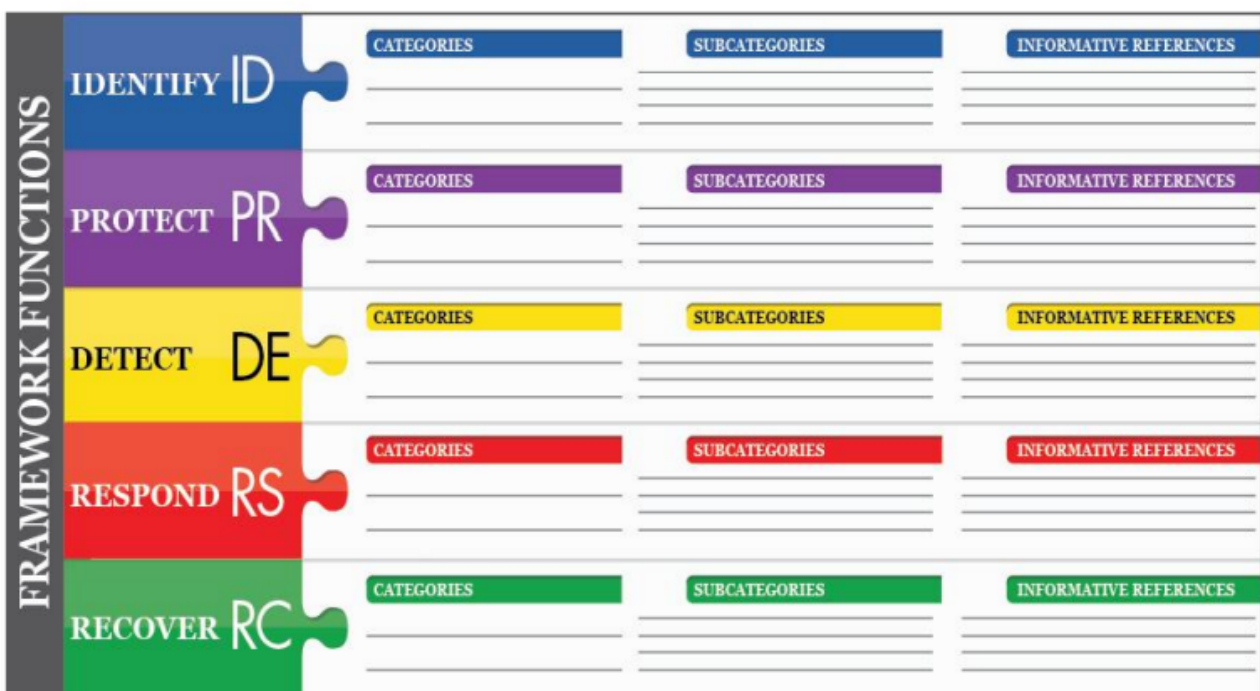 FRAMEWORK FUNCTIONS
IDENTIFY ID
CATEGORIES SUBCATEGORIES INFORMATIVE REFERENCES
PROTECT PR
CATEGORIES SUBCATEGORIES INFORMATIVE REFERENCES
DETECT DE
CATEGORIES SUBCATEGORIES INFORMATIVE REFERENCES
RESPOND RS
CATEGORIES SUBCATEGORIES INFORMATIVE REFERENCES
RECOVER RC
CATEGORIES SUBCATEGORIES INFORMATIVE REFERENCES